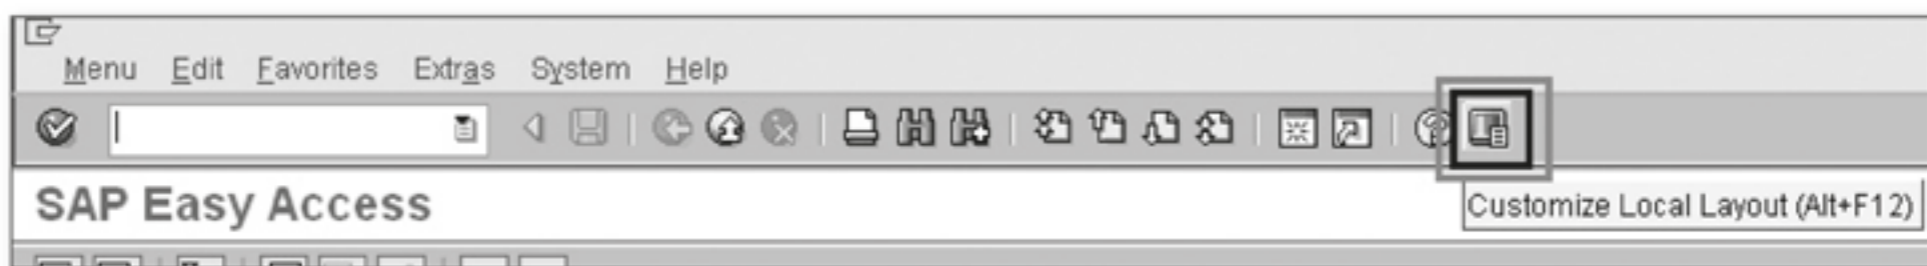 Menu Edit Favorites Extras System Help
SAP Easy Access
Customize Local Layout (Alt+F12)